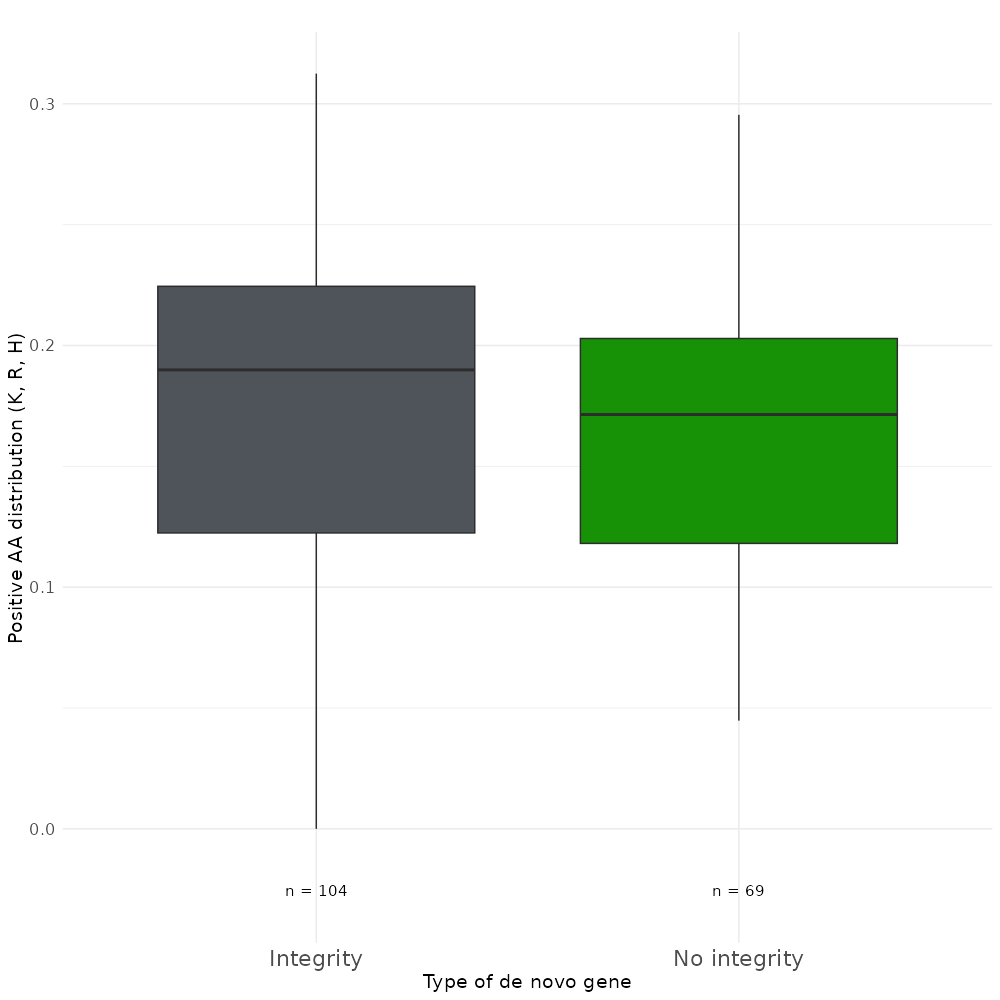 Positive AA distribution (K, R, H)
0.3
0.2
0.1
0.0
n = 104
n = 69
Integrity
No integrity
Type of de novo gene